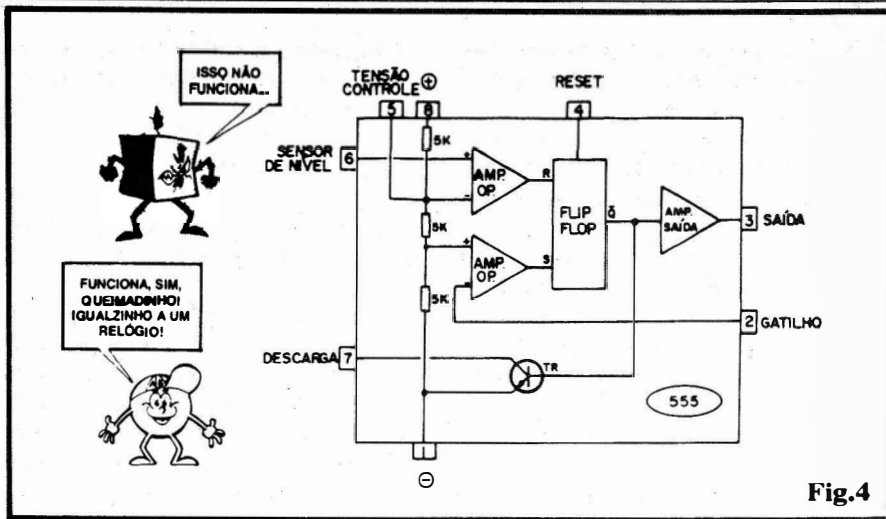 ISSO NÃO
FUNCIONA...
FUNCIONA, SIM,
QUEIMADINHO!
IGUALZINHO A UM
RELÓGIO!
TENSÃO
CONTROLE ⊕
RESET
5
8
4
5K
SENSOR
DE NÍVEL
6
+
-
AMP.
OP.
R
FLIP
FLOP
Q̄
AMP.
SAÍDA
3 SAÍDA
5K
+
-
AMP
OP.
S
5K
2 GATILHO
DESCARGA 7
TR
555
1
⊖
Fig.4